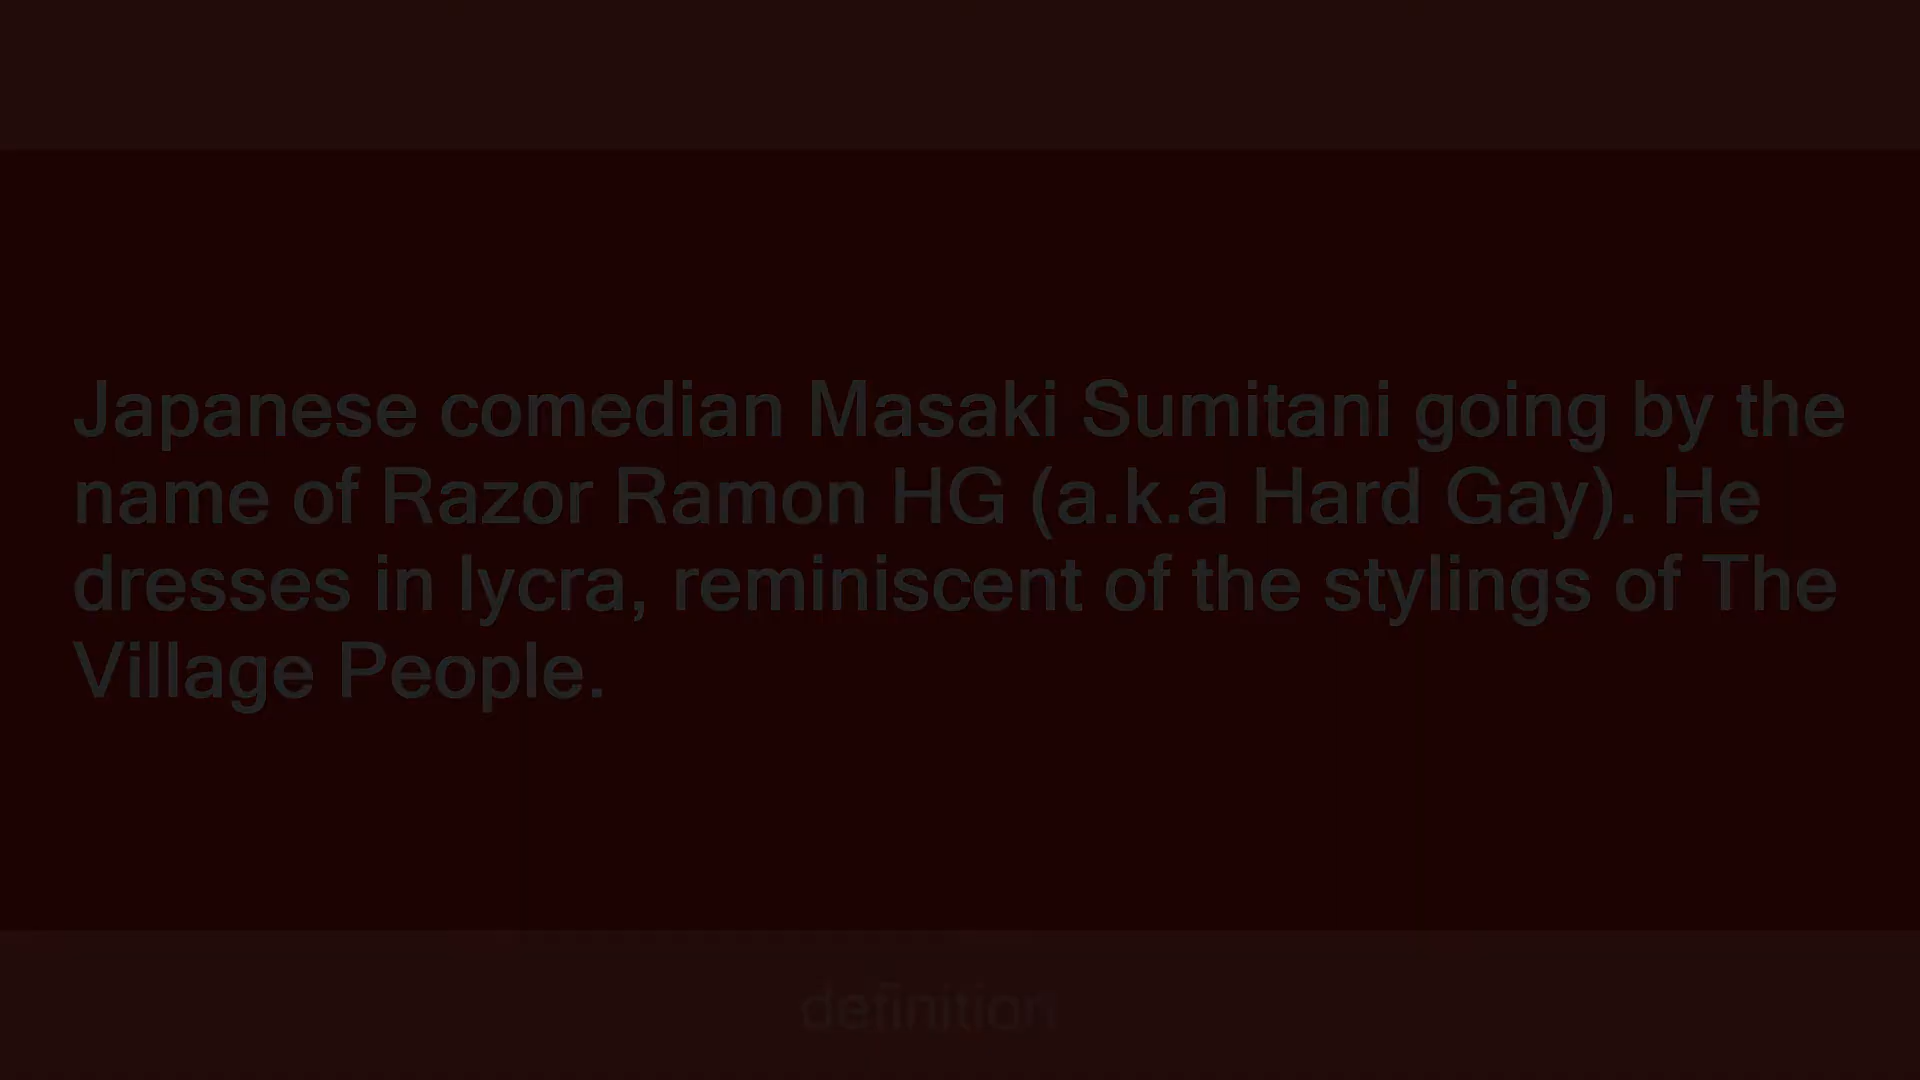 Japanese comedian Masaki Sumitani going by the
name of Razor Ramon HG (a.k.a Hard Gay). He
dresses in lycra, reminiscent of the stylings of The
Village People.
definition